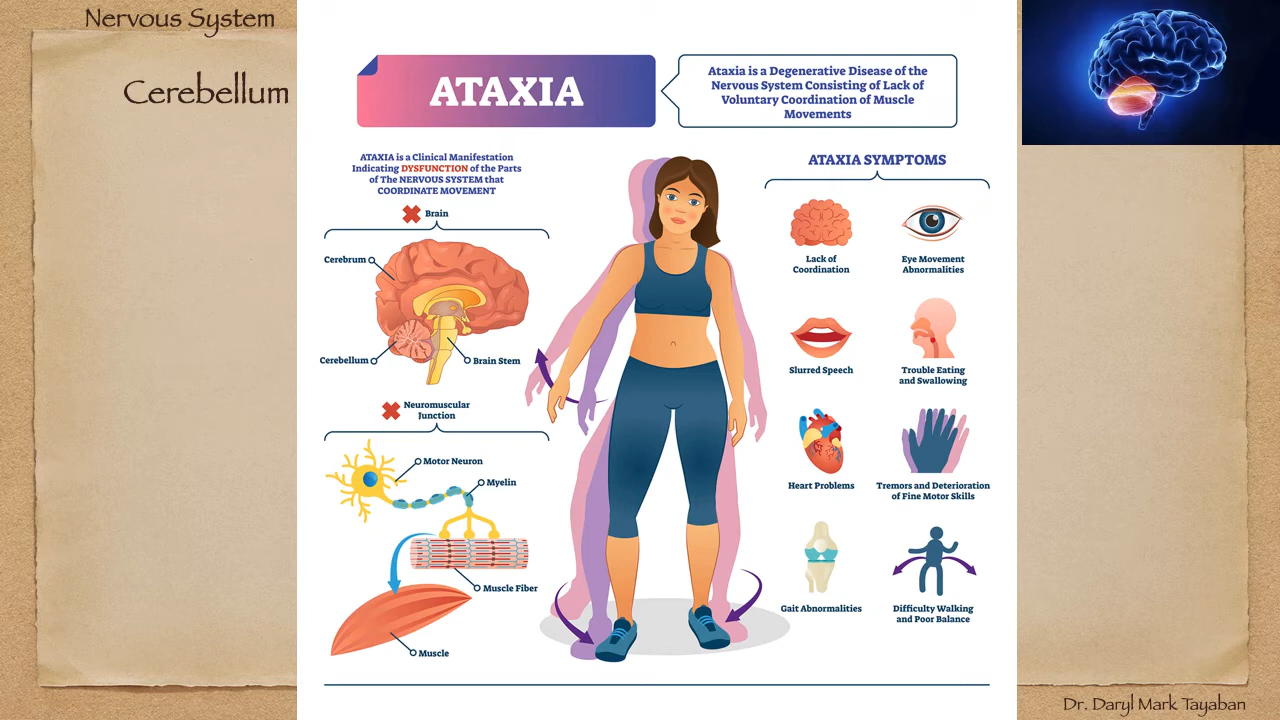 Nervous System
Cerebellum
ATAXIA
Ataxia is a Degenerative Disease of the
Nervous System Consisting of Lack of
Voluntary Coordination of Muscle
Movements
ATAXIA is a Clinical Manifestation
Indicating DYSFUNCTION of the Parts
of The NERVOUS SYSTEM that
COORDINATE MOVEMENT
Brain
Cerebrum
Cerebellum
Brain Stem
Neuromuscular
Junction
Motor Neuron
Myelin
Muscle Fiber
Muscle
ATAXIA SYMPTOMS
Lack of
Coordination
Eye Movement
Abnormalities
Slurred Speech
Trouble Eating
and Swallowing
Heart Problems
Tremors and Deterioration
of Fine Motor Skills
Gait Abnormalities
Difficulty Walking
and Poor Balance
Dr. Daryl Mark Tayaban